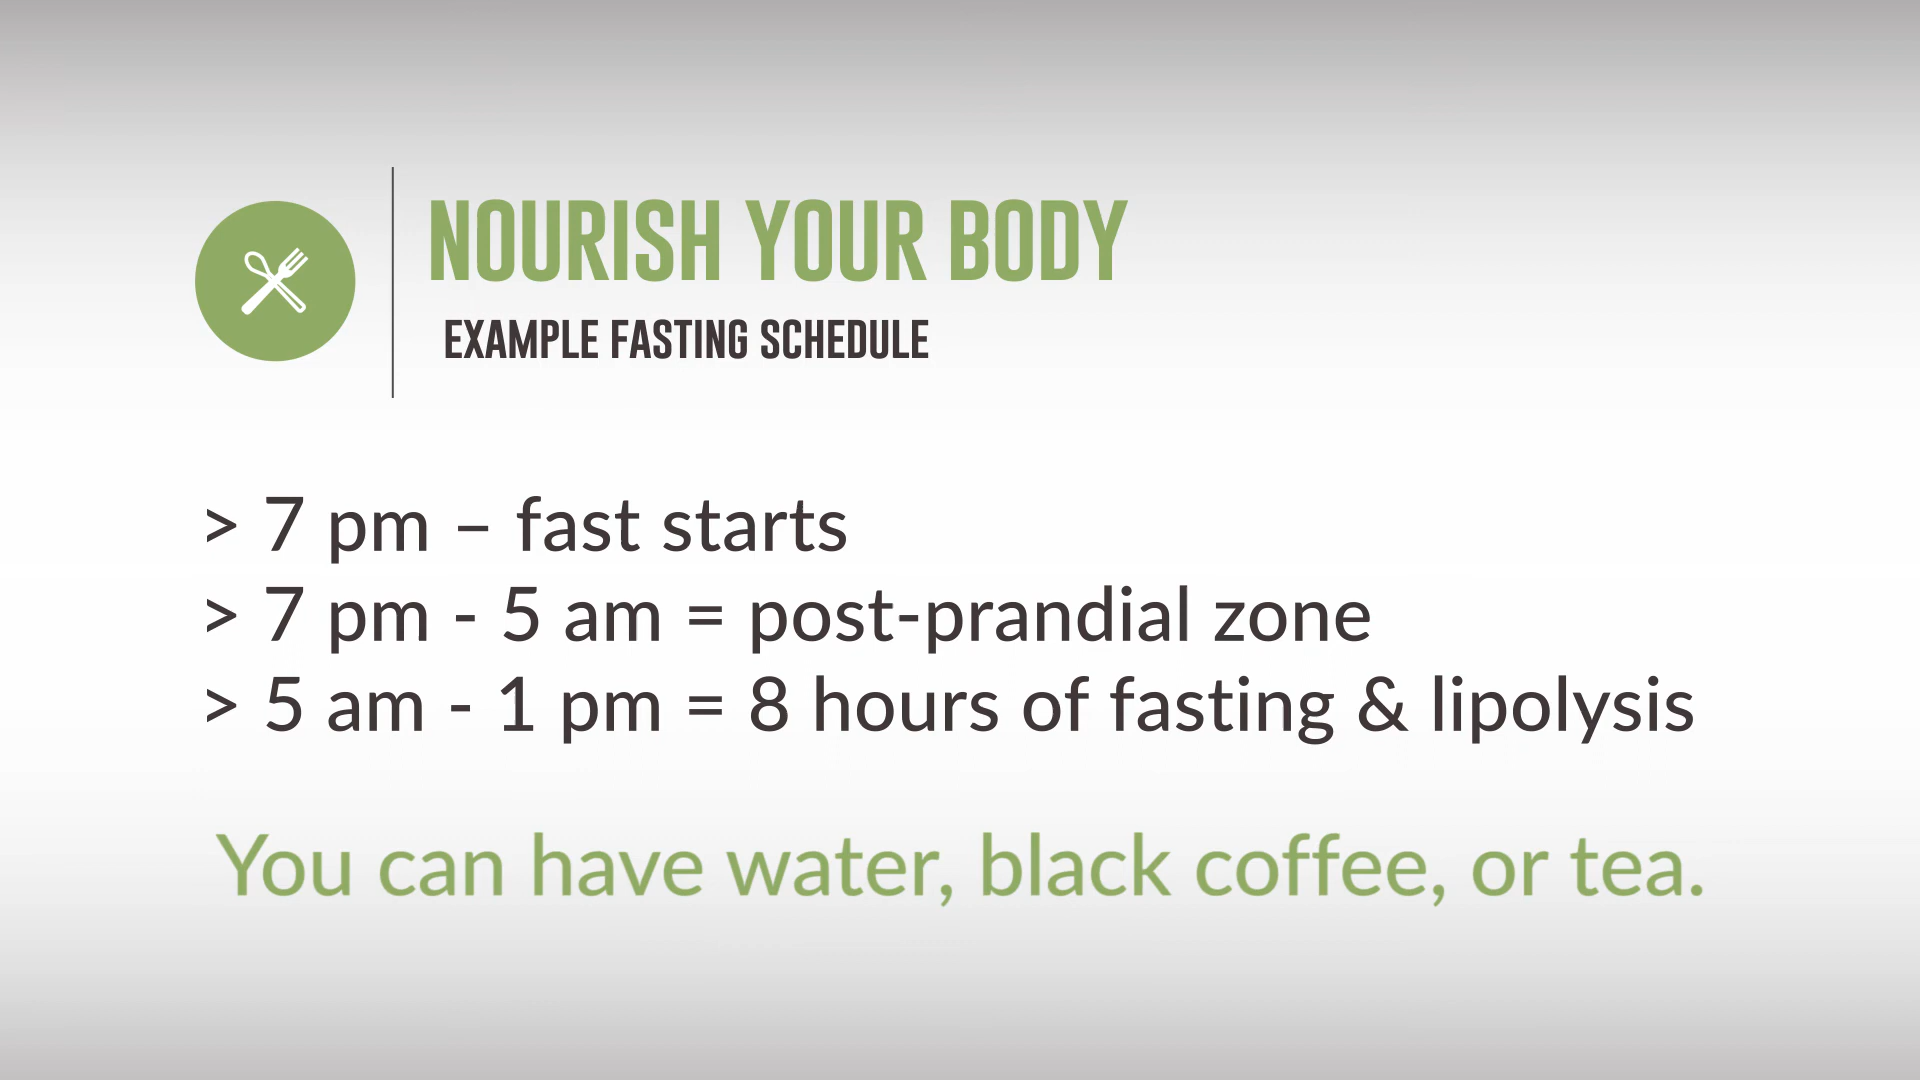 NOURISH YOUR BODY
EXAMPLE FASTING SCHEDULE
> 7 pm – fast starts
> 7 pm - 5 am = post-prandial zone
> 5 am - 1 pm = 8 hours of fasting & lipolysis
You can have water, black coffee, or tea.